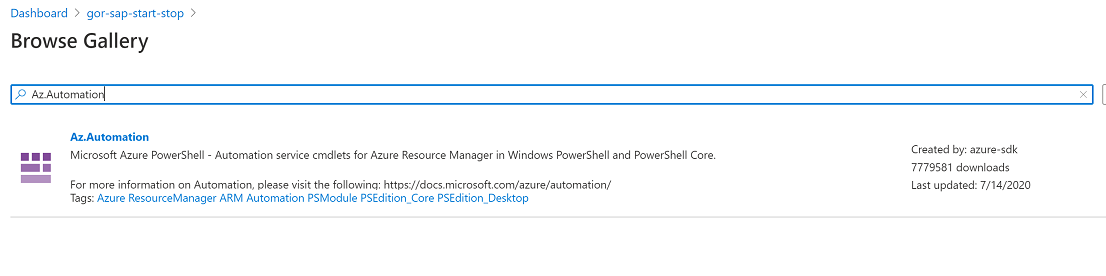 Dashboard > gor-sap-start-stop >
Browse Gallery
Az.Automation
Az.Automation
Microsoft Azure PowerShell - Automation service cmdlets for Azure Resource Manager in Windows PowerShell and PowerShell Core.
For more information on Automation, please visit the following: https://docs.microsoft.com/azure/automation/
Tags: Azure ResourceManager ARM Automation PSModule PSEdition_Core PSEdition_Desktop
Created by: azure-sdk
7779581 downloads
Last updated: 7/14/2020